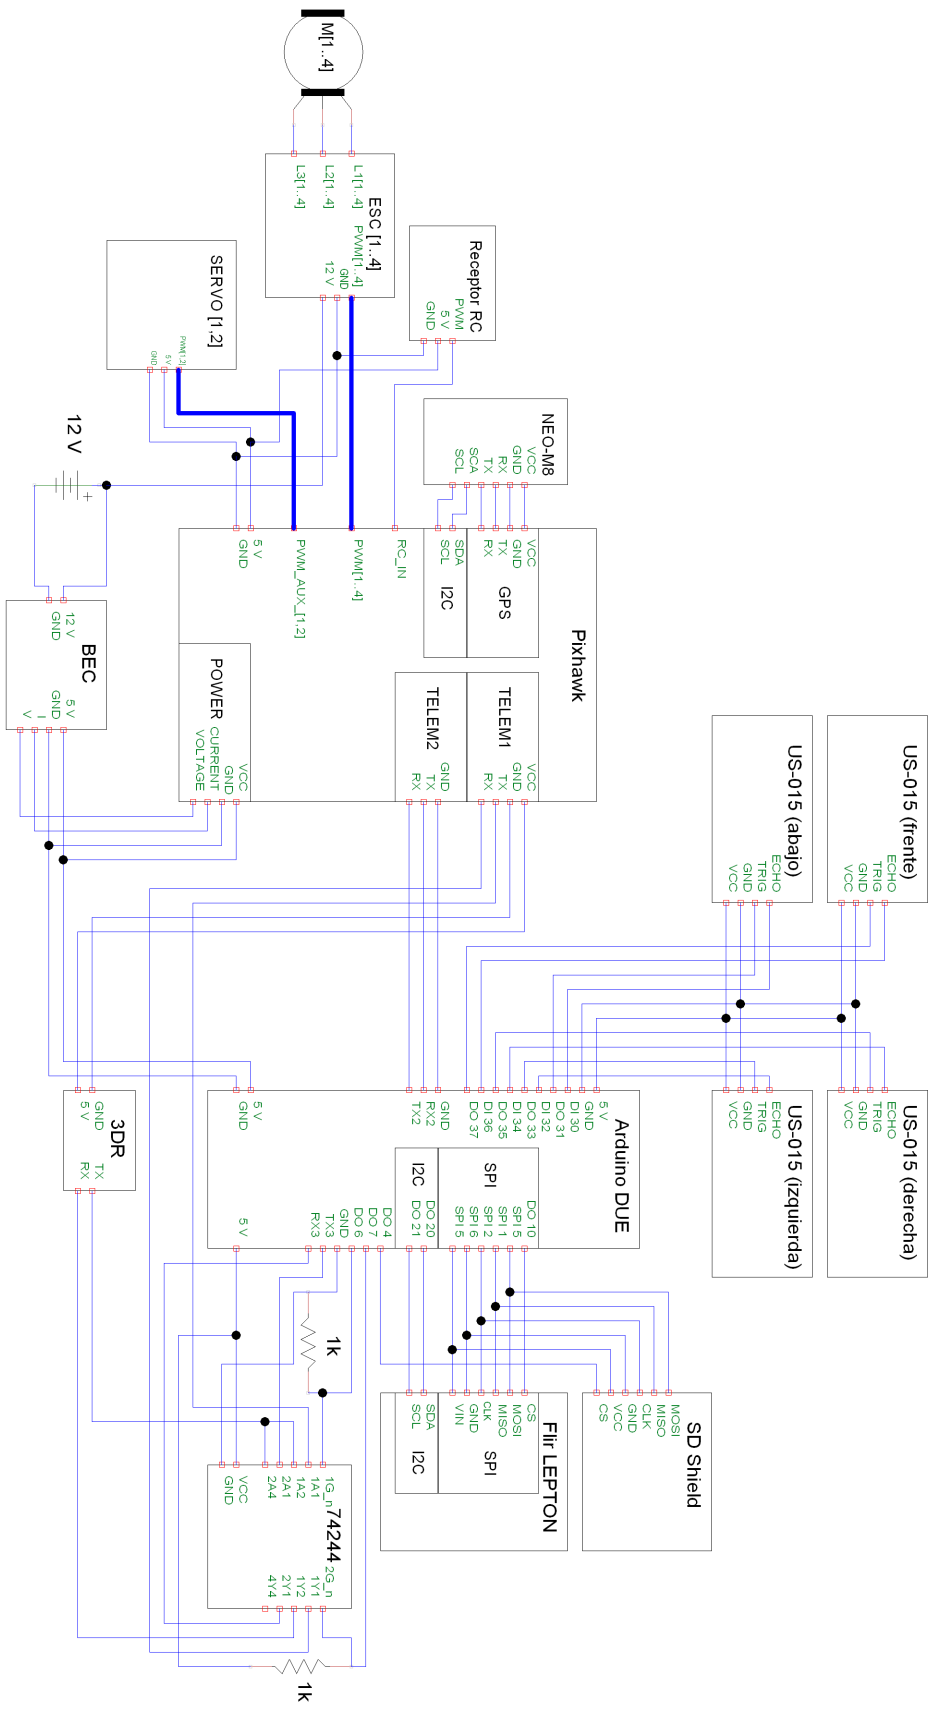 US-015 (frente)
ECHO
TRIG
GND
VCC
US-015 (derecha)
ECHO
TRIG
GND
VCC
US-015 (abajo)
ECHO
TRIG
GND
VCC
US-015 (izquierda)
ECHO
TRIG
GND
VCC
SD Shield
MOSI
MISO
CLK
GND
VCC
CS
Pixhawk
GPS
VCC
GND
TX
RX
I2C
SDA
SCL
RC_IN
PWM[1..4]
PWM_AUX_[1,2]
5 V
GND
TELEM1
VCC
GND
TX
RX
TELEM2
GND
TX
RX
POWER
VCC
GND
CURRENT
VOLTAGE
NEO-M8
VCC
GND
RX
TX
SCA
SCL
Receptor RC
PWM
5 V
GND
M[1..4]
ESC [1..4]
L1[1..4]
L2[1..4]
L3[1..4]
PWM[1..4]
GND
12 V
SERVO [1,2]
PWM[1,2]
5 V
GND
12 V
+
BEC
12 V
GND
5 V
GND
I
V
Arduino DUE
5 V
GND
DI 30
DO 31
DI 32
DO 33
DI 34
DO 35
DI 36
DO 37
GND
RX2
TX2
5 V
GND
SPI
DO 10
SPI 5
SPI 1
SPI 2
SPI 6
SPI 5
I2C
DO 20
DO 21
DO 4
DO 7
DO 6
GND
TX3
RX3
5 V
Flir LEPTON
SPI
CS
MOSI
MISO
CLK
GND
VIN
I2C
SDA
SCL
3DR
GND
5 V
TX
RX
1k
74244
1G_n
1A1
1A2
2A1
2A4
VCC
GND
2G_n
1Y1
1Y2
2Y1
4Y4
1k